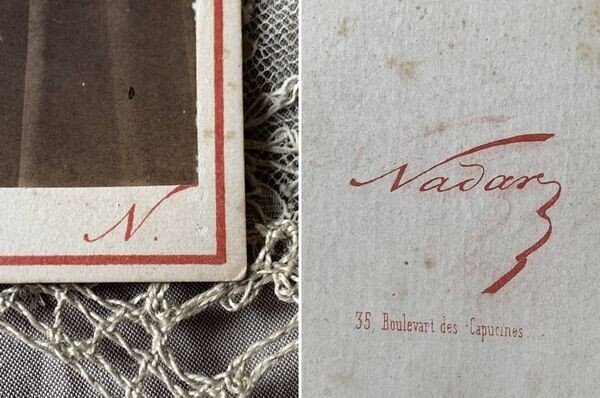 N.
Nadar
35, Boulevart des Capucines